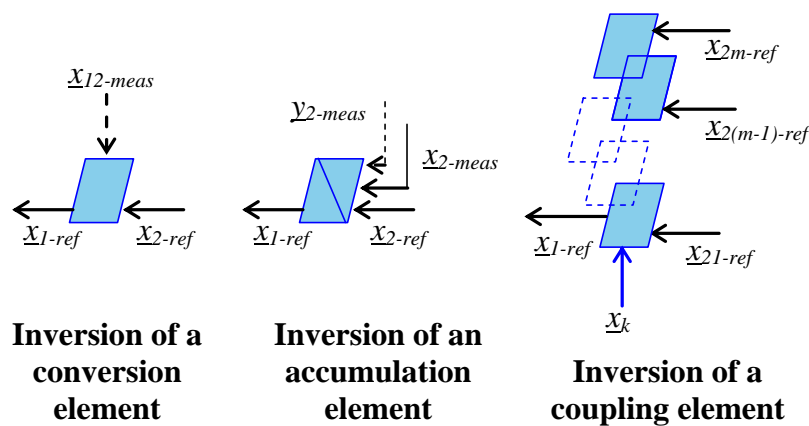 x12-meas
x1-ref
x2-ref
Inversion of a
conversion
element
y2-meas
x2-meas
x1-ref
x2-ref
Inversion of an
accumulation
element
x2m-ref
x2(m-1)-ref
x1-ref
x21-ref
xk
Inversion of a
coupling element